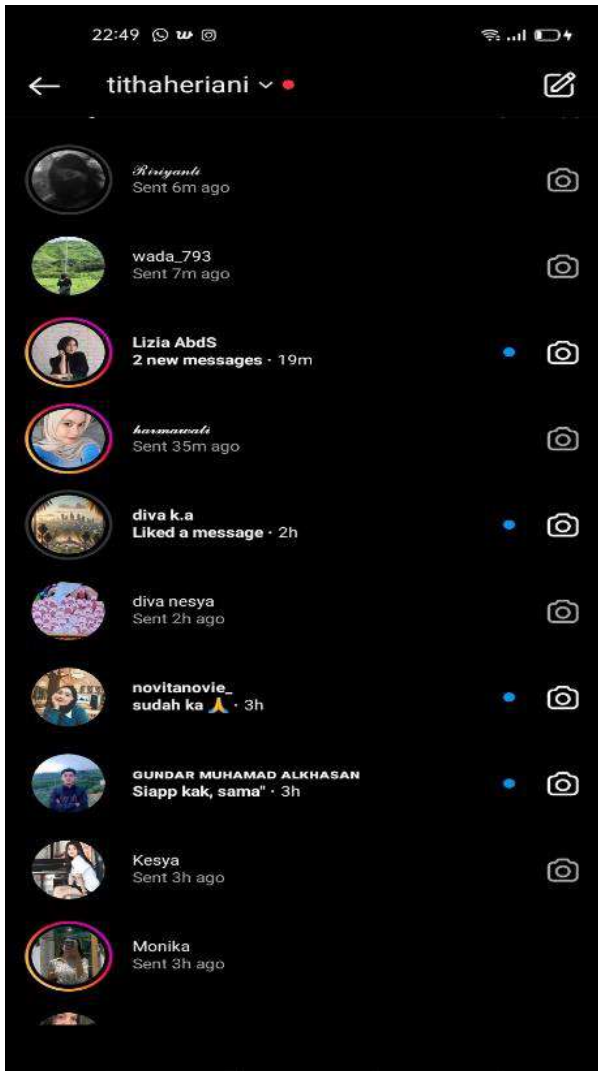 22:49
tithaheriani
Ririyanti
Sent 6m ago
wada_793
Sent 7m ago
Lizia AbdS
2 new messages · 19m
harmawati
Sent 35m ago
diva k.a
Liked a message · 2h
diva nesya
Sent 2h ago
novitanovie_
sudah ka 🙏 · 3h
GUNDAR MUHAMAD ALKHASAN
Siapp kak, sama" · 3h
Kesya
Sent 3h ago
Monika
Sent 3h ago